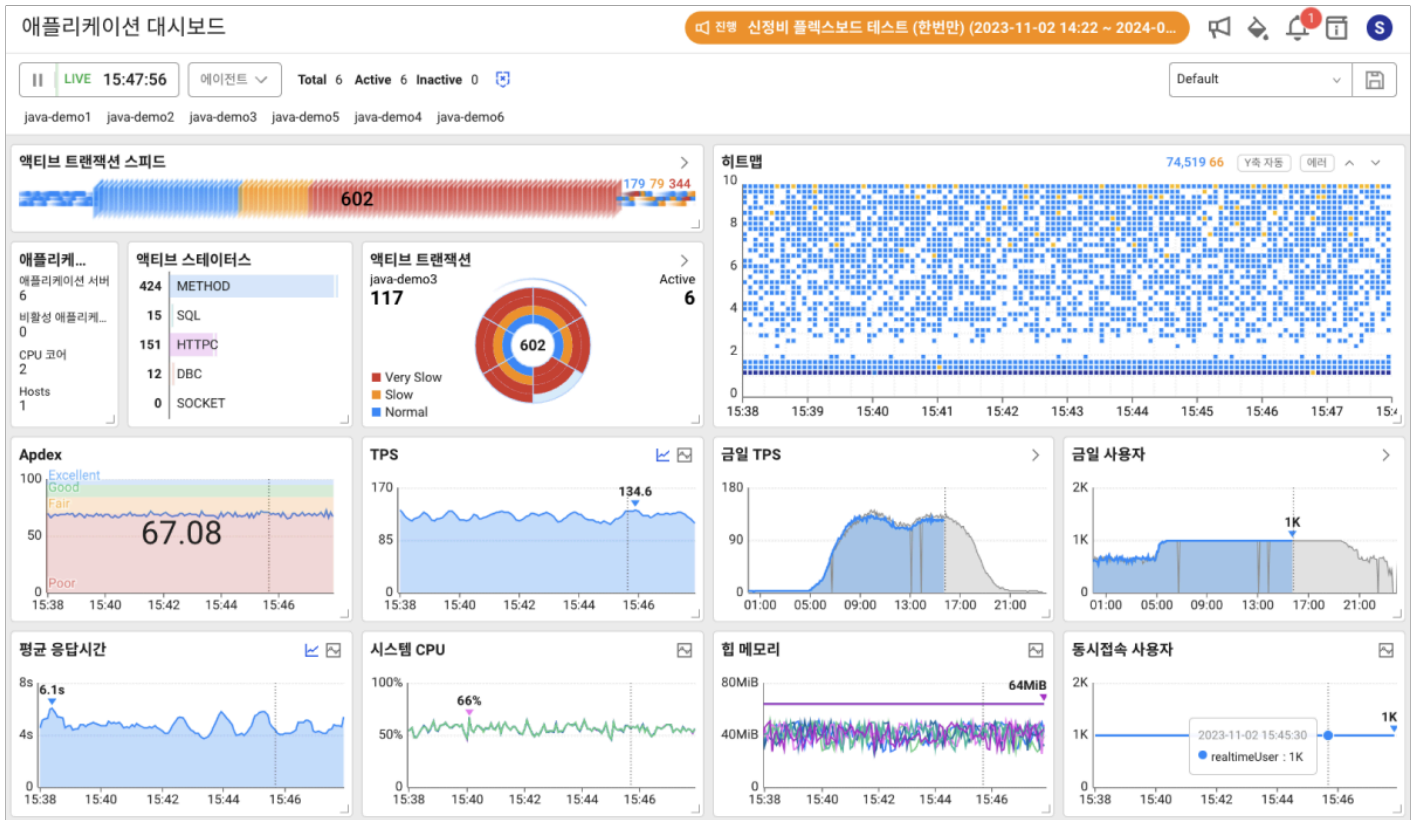 애플리케이션 대시보드
진행 신정비 플렉스보드 테스트 (한번만) (2023-11-02 14:22 ~ 2024-0...
1
S
LIVE 15:47:56
에이전트
Total 6 Active 6 Inactive 0
Default
java-demo1 java-demo2 java-demo3 java-demo5 java-demo4 java-demo6
액티브 트랜잭션 스피드
179 79 344
602
히트맵
74,519 66 Y축 자동 에러
10
8
6
4
2
0
15:38 15:39 15:40 15:41 15:42 15:43 15:44 15:45 15:46 15:47 15:4
애플리케...
애플리케이션 서버
6
비활성 애플리케...
0
CPU 코어
2
Hosts
1
액티브 스테이터스
424 METHOD
15 SQL
151 HTTPC
12 DBC
0 SOCKET
액티브 트랜잭션
java-demo3
117
Active
6
602
Very Slow
Slow
Normal
Apdex
100
50
0
Excellent
Good
Fair
67.08
Poor
15:38 15:40 15:42 15:44 15:46
TPS
134.6
170
85
0
15:38 15:40 15:42 15:44 15:46
금일 TPS
180
90
0
01:00 05:00 09:00 13:00 17:00 21:00
금일 사용자
2K
1K
0
1K
01:00 05:00 09:00 13:00 17:00 21:00
평균 응답시간
8s
4s
0
6.1s
15:38 15:40 15:42 15:44 15:46
시스템 CPU
100%
50%
0
66%
15:38 15:40 15:42 15:44 15:46
힙 메모리
80MiB
40MiB
0
64MiB
15:38 15:40 15:42 15:44 15:46
동시접속 사용자
2K
1K
0
1K
2023-11-02 15:45:30
realtimeUser : 1K
15:38 15:40 15:42 15:44 15:46